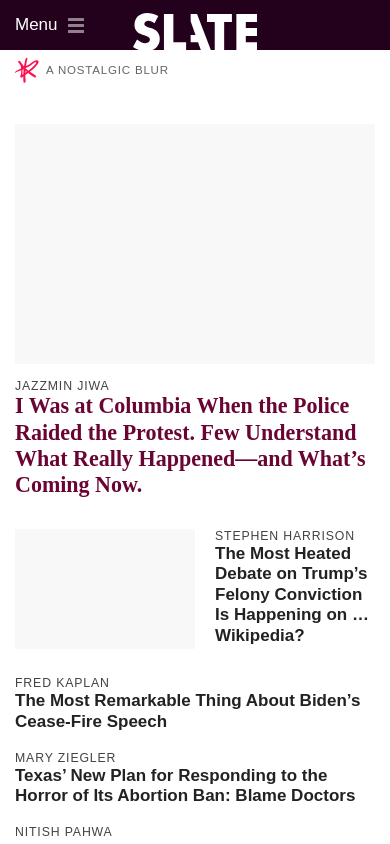 Menu
SLATE
A NOSTALGIC BLUR
JAZZMIN JIWA
I Was at Columbia When the Police
Raided the Protest. Few Understand
What Really Happened—and What’s
Coming Now.
STEPHEN HARRISON
The Most Heated
Debate on Trump’s
Felony Conviction
Is Happening on …
Wikipedia?
FRED KAPLAN
The Most Remarkable Thing About Biden’s
Cease-Fire Speech
MARY ZIEGLER
Texas’ New Plan for Responding to the
Horror of Its Abortion Ban: Blame Doctors
NITISH PAHWA